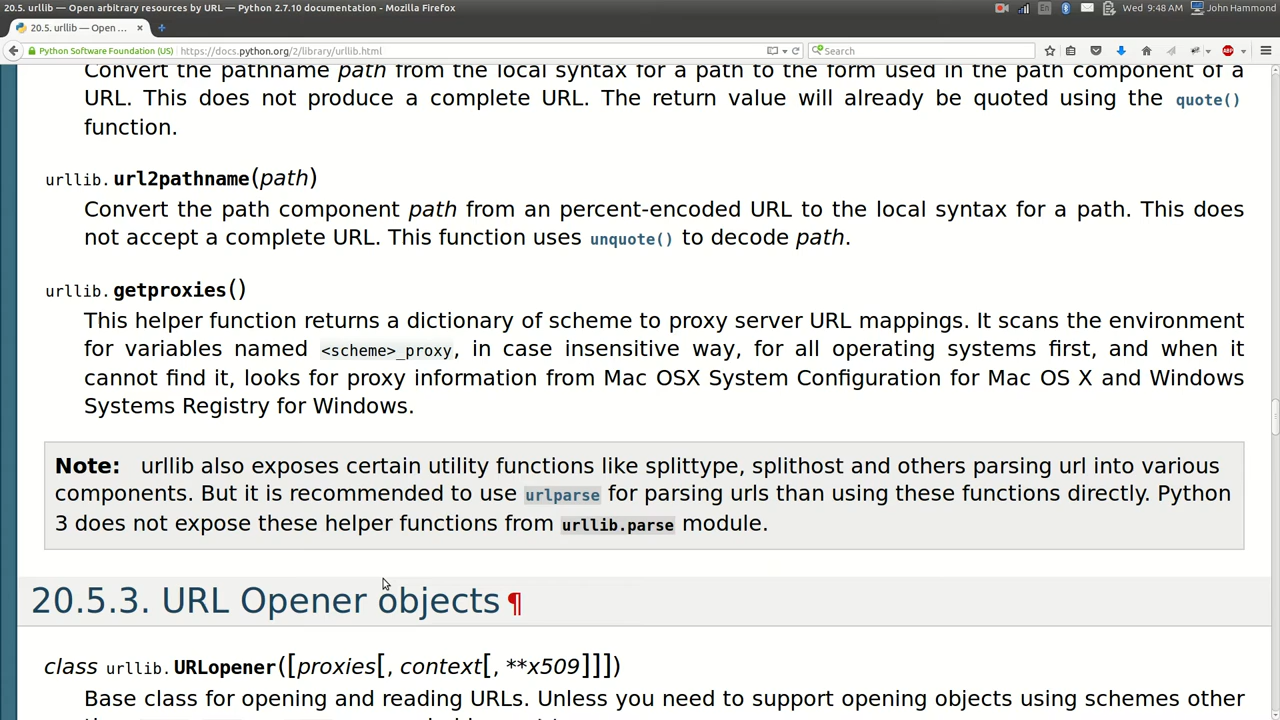 20.5. urllib — Open arbitrary resources by URL — Python 2.7.10 documentation - Mozilla Firefox
En
Wed 9:48 AM
John Hammond
20.5. urllib — Open ... ×
Python Software Foundation (US)
https://docs.python.org/2/library/urllib.html
Search
ABP
Convert the pathname path from the local syntax for a path to the form used in the path component of a
URL. This does not produce a complete URL. The return value will already be quoted using the quote()
function.
urllib.url2pathname(path)
Convert the path component path from an percent-encoded URL to the local syntax for a path. This does
not accept a complete URL. This function uses unquote() to decode path.
urllib.getproxies()
This helper function returns a dictionary of scheme to proxy server URL mappings. It scans the environment
for variables named <scheme>_proxy, in case insensitive way, for all operating systems first, and when it
cannot find it, looks for proxy information from Mac OSX System Configuration for Mac OS X and Windows
Systems Registry for Windows.
Note: urllib also exposes certain utility functions like splittype, splithost and others parsing url into various
components. But it is recommended to use urlparse for parsing urls than using these functions directly. Python
3 does not expose these helper functions from urllib.parse module.
20.5.3. URL Opener objects ¶
class urllib.URLopener([proxies[, context[, **x509]]])
Base class for opening and reading URLs. Unless you need to support opening objects using schemes other